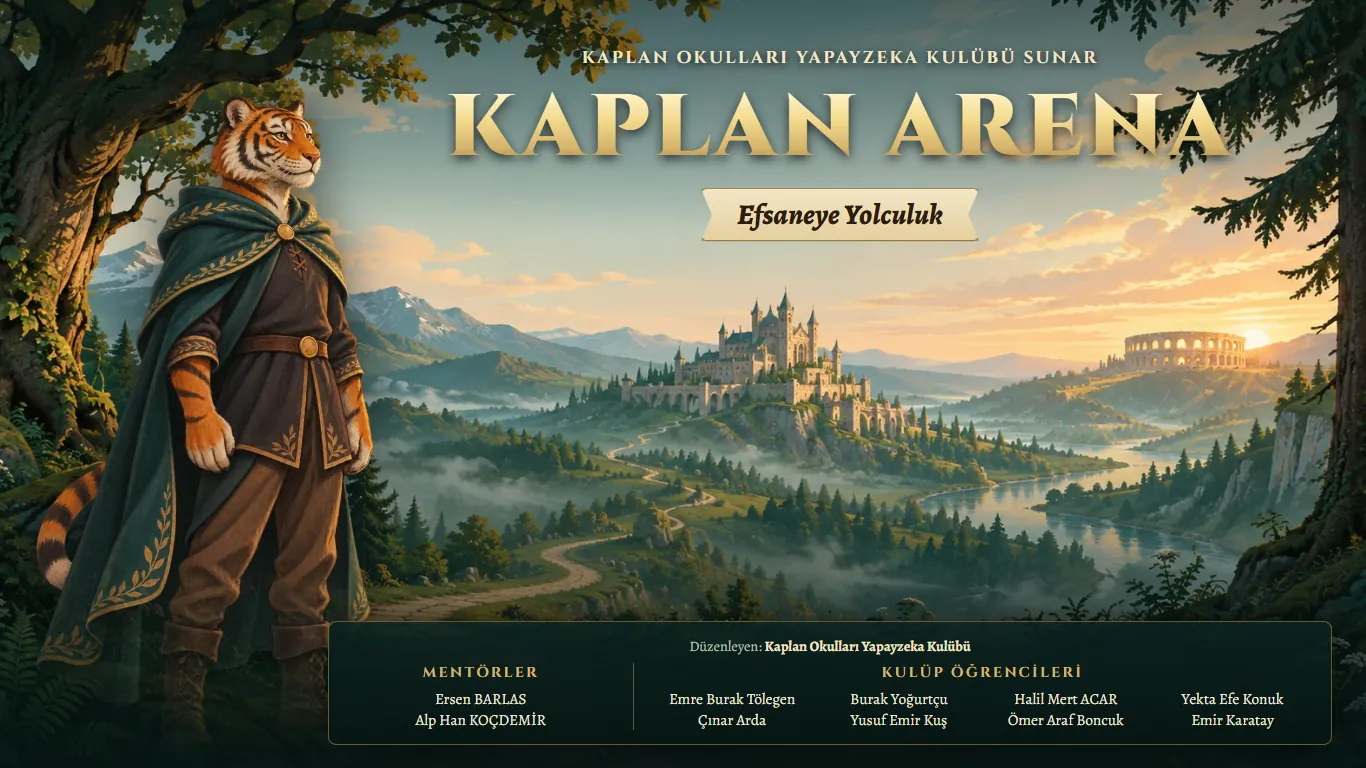 KAPLAN OKULLARI YAPAYZEKA KULÜBÜ SUNAR
KAPLAN ARENA
Efsaneye Yolculuk
Düzenleyen: Kaplan Okulları Yapayzeka Kulübü
MENTÖRLER
Ersen BARLAS
Alp Han KOÇDEMİR
KULÜP ÖĞRENCİLERİ
Emre Burak Tölegen
Çınar Arda
Burak Yoğurtçu
Yusuf Emir Kuş
Halil Mert ACAR
Ömer Araf Boncuk
Yekta Efe Konuk
Emir Karatay